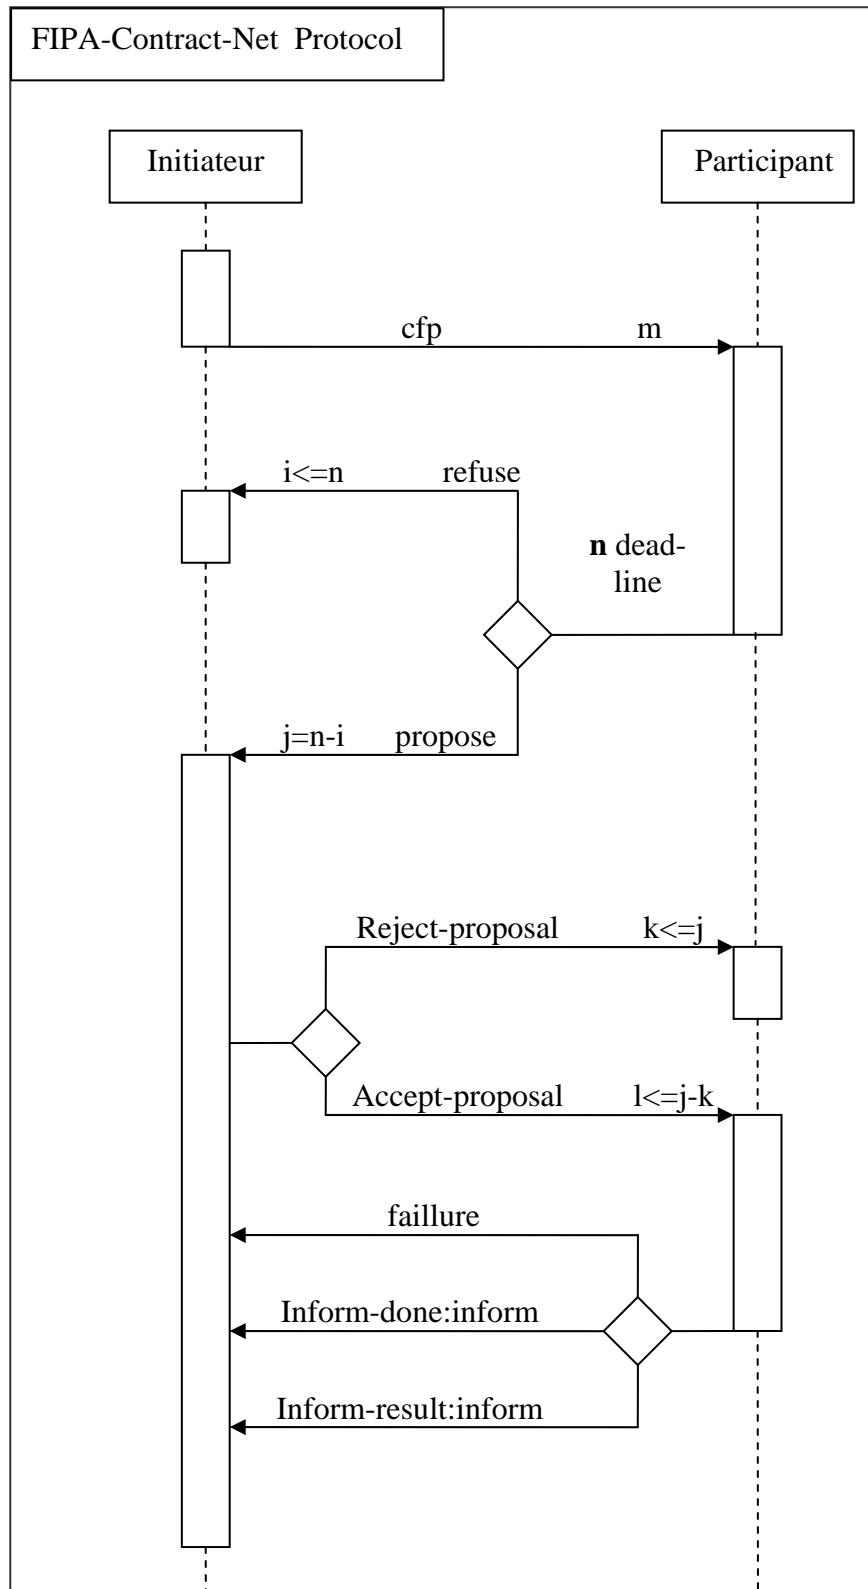 FIPA-Contract-Net Protocol
Initiateur Participant
cfp m
i<=n refuse
n dead-
line
j=n-i propose
Reject-proposal k<=j
Accept-proposal l<=j-k
faillure
Inform-done:inform
Inform-result:inform